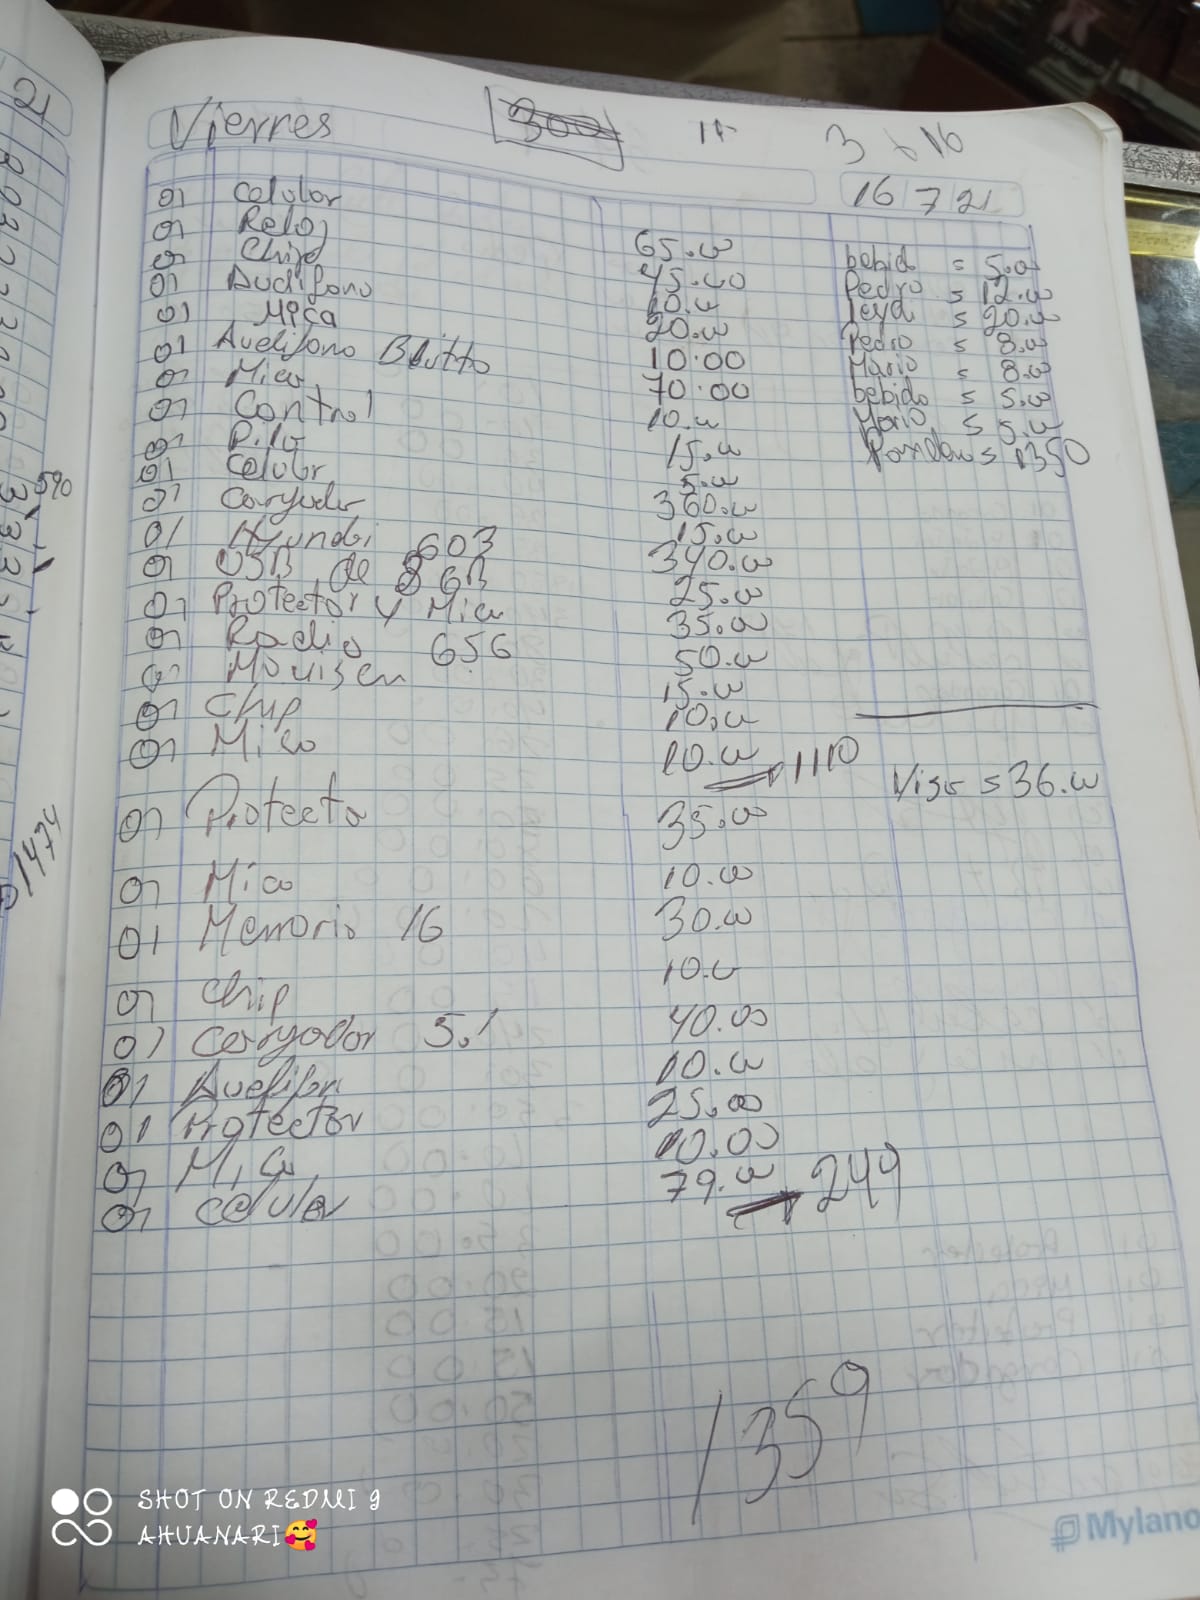 21
Vierres
300
3 16
16 7 21
01 Celular 65.00
01 Reloj 45.00
01 Chip 10.00
01 Audifono 20.00
01 Mica 10:00
01 Audifono Blutto 70:00
01 Mica 10.00
01 Control 15.00
01 Pila 5.00
01 Celular 360.00
01 Cargador 15.00
01 Hyundi 603 340.00
01 USB de 8 GB 25.00
01 Protector y Mica 35.00
01 Radio 656 50.00
01 15.00
01 Chip 10.00
01 Mica 10.00 1110
01 Protecto 35.00
01 Mica 10.00
01 Memoria 16 30.00
01 Chip 10.00
01 Cargador 5.1 40.00
01 Audifon 10.00
01 Protector 25.00
01 Mica 10.00
01 Celular 79.00 249
1359
bebida = 5.00
Pedro = 12.00
leyd = 20.00
Pedro = 8.00
Mario = 8.00
bebida = 5.00
Mario = 5.00
= 1350
Visa = 36.00
590
1474
SHOT ON REDMI 9
AHUANARI🥰
Mylano